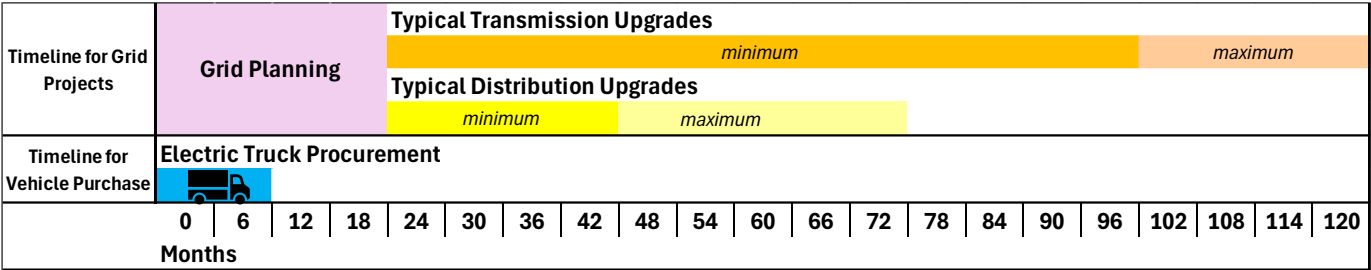 Timeline for Grid
Projects
Grid Planning
Typical Transmission Upgrades
minimum maximum
Typical Distribution Upgrades
minimum maximum
Timeline for
Vehicle Purchase
Electric Truck Procurement
0 6 12 18 24 30 36 42 48 54 60 66 72 78 84 90 96 102 108 114 120
Months